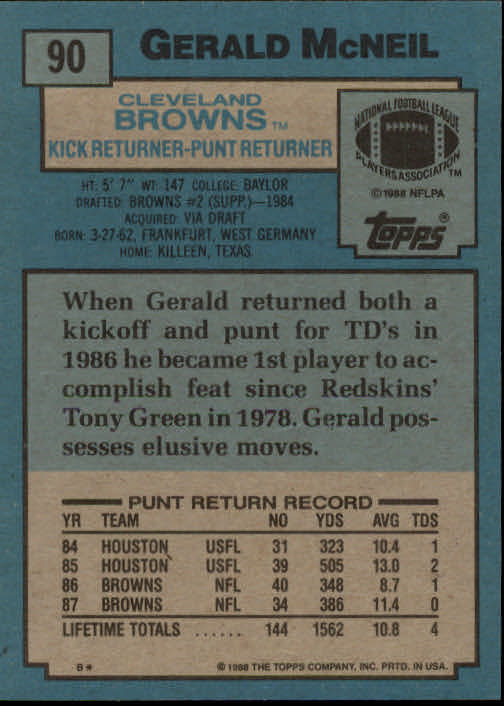 90
GERALD McNEIL
CLEVELAND
BROWNS TM
KICK RETURNER-PUNT RETURNER
NATIONAL FOOTBALL LEAGUE
PLAYERS ASSOCIATION TM
© 1988 NFLPA
topps®
HT: 5' 7" WT: 147 COLLEGE: BAYLOR
DRAFTED: BROWNS #2 (SUPP.)—1984
ACQUIRED: VIA DRAFT
BORN: 3-27-62, FRANKFURT, WEST GERMANY
HOME: KILLEEN, TEXAS
When Gerald returned both a
kickoff and punt for TD's in
1986 he became 1st player to ac-
complish feat since Redskins'
Tony Green in 1978. Gerald pos-
sesses elusive moves.
PUNT RETURN RECORD
YR TEAM NO YDS AVG TDS
84 HOUSTON USFL 31 323 10.4 1
85 HOUSTON USFL 39 505 13.0 2
86 BROWNS NFL 40 348 8.7 1
87 BROWNS NFL 34 386 11.4 0
LIFETIME TOTALS ...... 144 1562 10.8 4
B* © 1988 THE TOPPS COMPANY, INC. PRTD. IN USA.